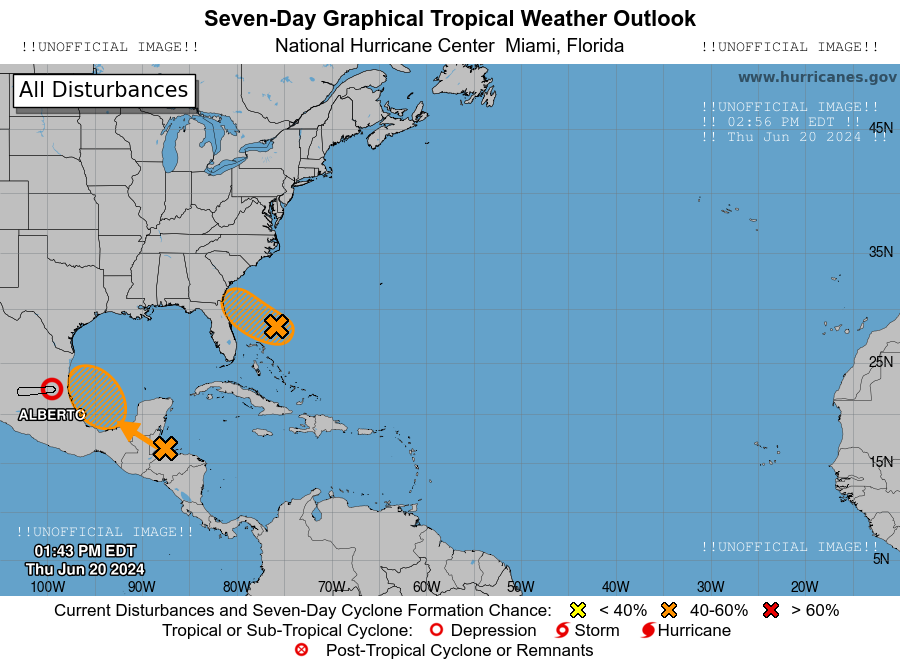 Seven-Day Graphical Tropical Weather Outlook
!!UNOFFICIAL IMAGE!! National Hurricane Center Miami, Florida !!UNOFFICIAL IMAGE!!
All Disturbances
www.hurricanes.gov
!!UNOFFICIAL IMAGE!!
!! 02:56 PM EDT !!
!! Thu Jun 20 2024 !!
45N
35N
25N
ALBERTO
15N
!!UNOFFICIAL IMAGE!!
01:43 PM EDT
Thu Jun 20 2024
!!UNOFFICIAL IMAGE!!
5N
100W 90W 80W 70W 60W 50W 40W 30W 20W
Current Disturbances and Seven-Day Cyclone Formation Chance: < 40% 40-60% > 60%
Tropical or Sub-Tropical Cyclone: Depression Storm Hurricane
Post-Tropical Cyclone or Remnants